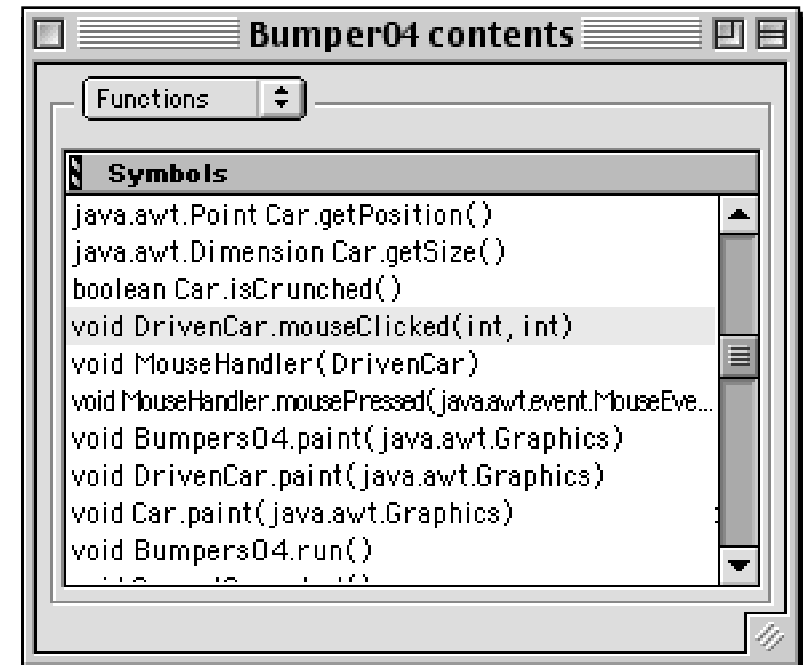 Bumper04 contents
Functions
Symbols
java.awt.Point Car.getPosition()
java.awt.Dimension Car.getSize()
boolean Car.isCrunched()
void DrivenCar.mouseClicked(int, int)
void MouseHandler(DrivenCar)
void MouseHandler.mousePressed(java.awt.event.MouseEve...
void Bumpers04.paint(java.awt.Graphics)
void DrivenCar.paint(java.awt.Graphics)
void Car.paint(java.awt.Graphics)
void Bumpers04.run()